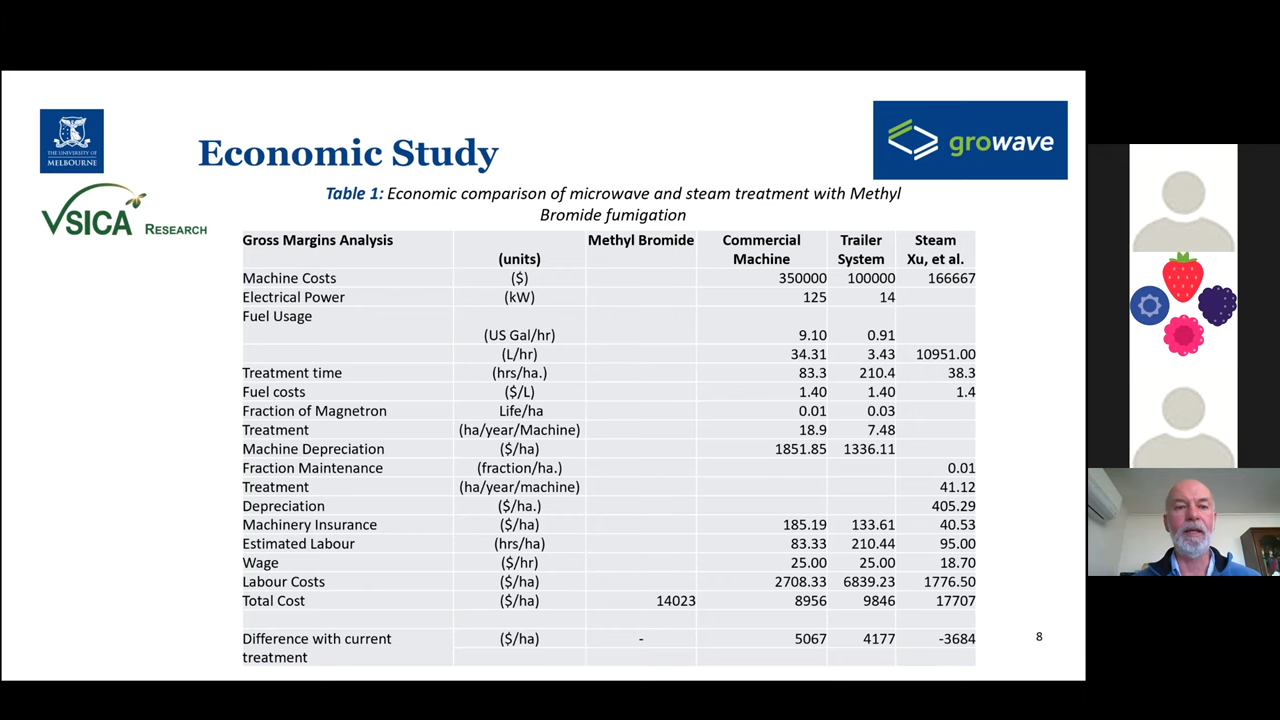 THE UNIVERSITY OF
MELBOURNE
VSICA RESEARCH
Economic Study
growave
Table 1: Economic comparison of microwave and steam treatment with Methyl
Bromide fumigation
Gross Margins Analysis (units) Methyl Bromide Commercial Machine Trailer System Steam Xu, et al.
Machine Costs ($) 350000 100000 166667
Electrical Power (kW) 125 14
Fuel Usage
(US Gal/hr) 9.10 0.91
(L/hr) 34.31 3.43 10951.00
Treatment time (hrs/ha.) 83.3 210.4 38.3
Fuel costs ($/L) 1.40 1.40 1.4
Fraction of Magnetron Life/ha 0.01 0.03
Treatment (ha/year/Machine) 18.9 7.48
Machine Depreciation ($/ha) 1851.85 1336.11
Fraction Maintenance (fraction/ha.) 0.01
Treatment (ha/year/machine) 41.12
Depreciation ($/ha.) 405.29
Machinery Insurance ($/ha) 185.19 133.61 40.53
Estimated Labour (hrs/ha) 83.33 210.44 95.00
Wage ($/hr) 25.00 25.00 18.70
Labour Costs ($/ha) 2708.33 6839.23 1776.50
Total Cost ($/ha) 14023 8956 9846 17707
Difference with current ($/ha) - 5067 4177 -3684
treatment
8